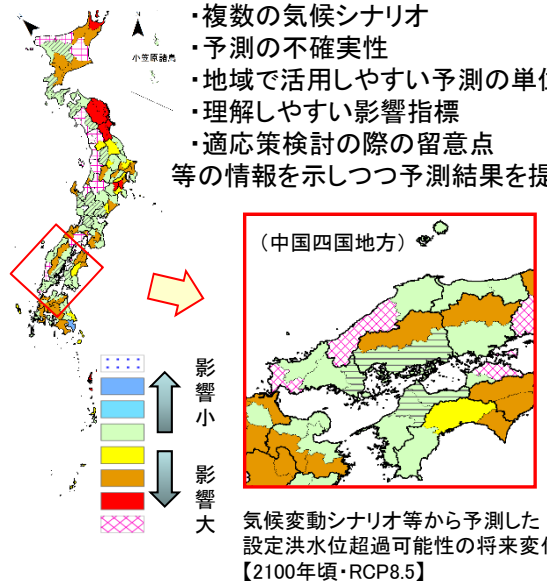 ・複数の気候シナリオ
・予測の不確実性
小笠原諸島
・地域で活用しやすい予測の単位
・理解しやすい影響指標
・適応策検討の際の留意点
等の情報を示しつつ予測結果を提
（中国四国地方）
影響小
影響大
気候変動シナリオ等から予測した
設定洪水位超過可能性の将来変化
【2100年頃・RCP8.5】